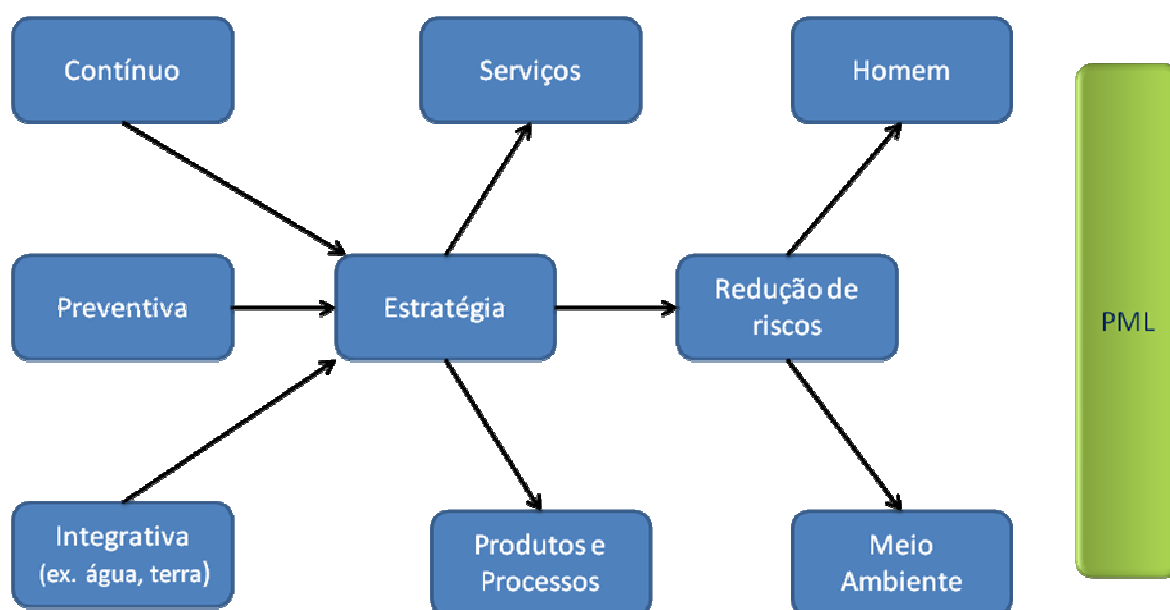 Contínuo
Serviços
Homem
Preventiva
Estratégia
Redução de
riscos
PML
Integrativa
(ex. água, terra)
Produtos e
Processos
Meio
Ambiente